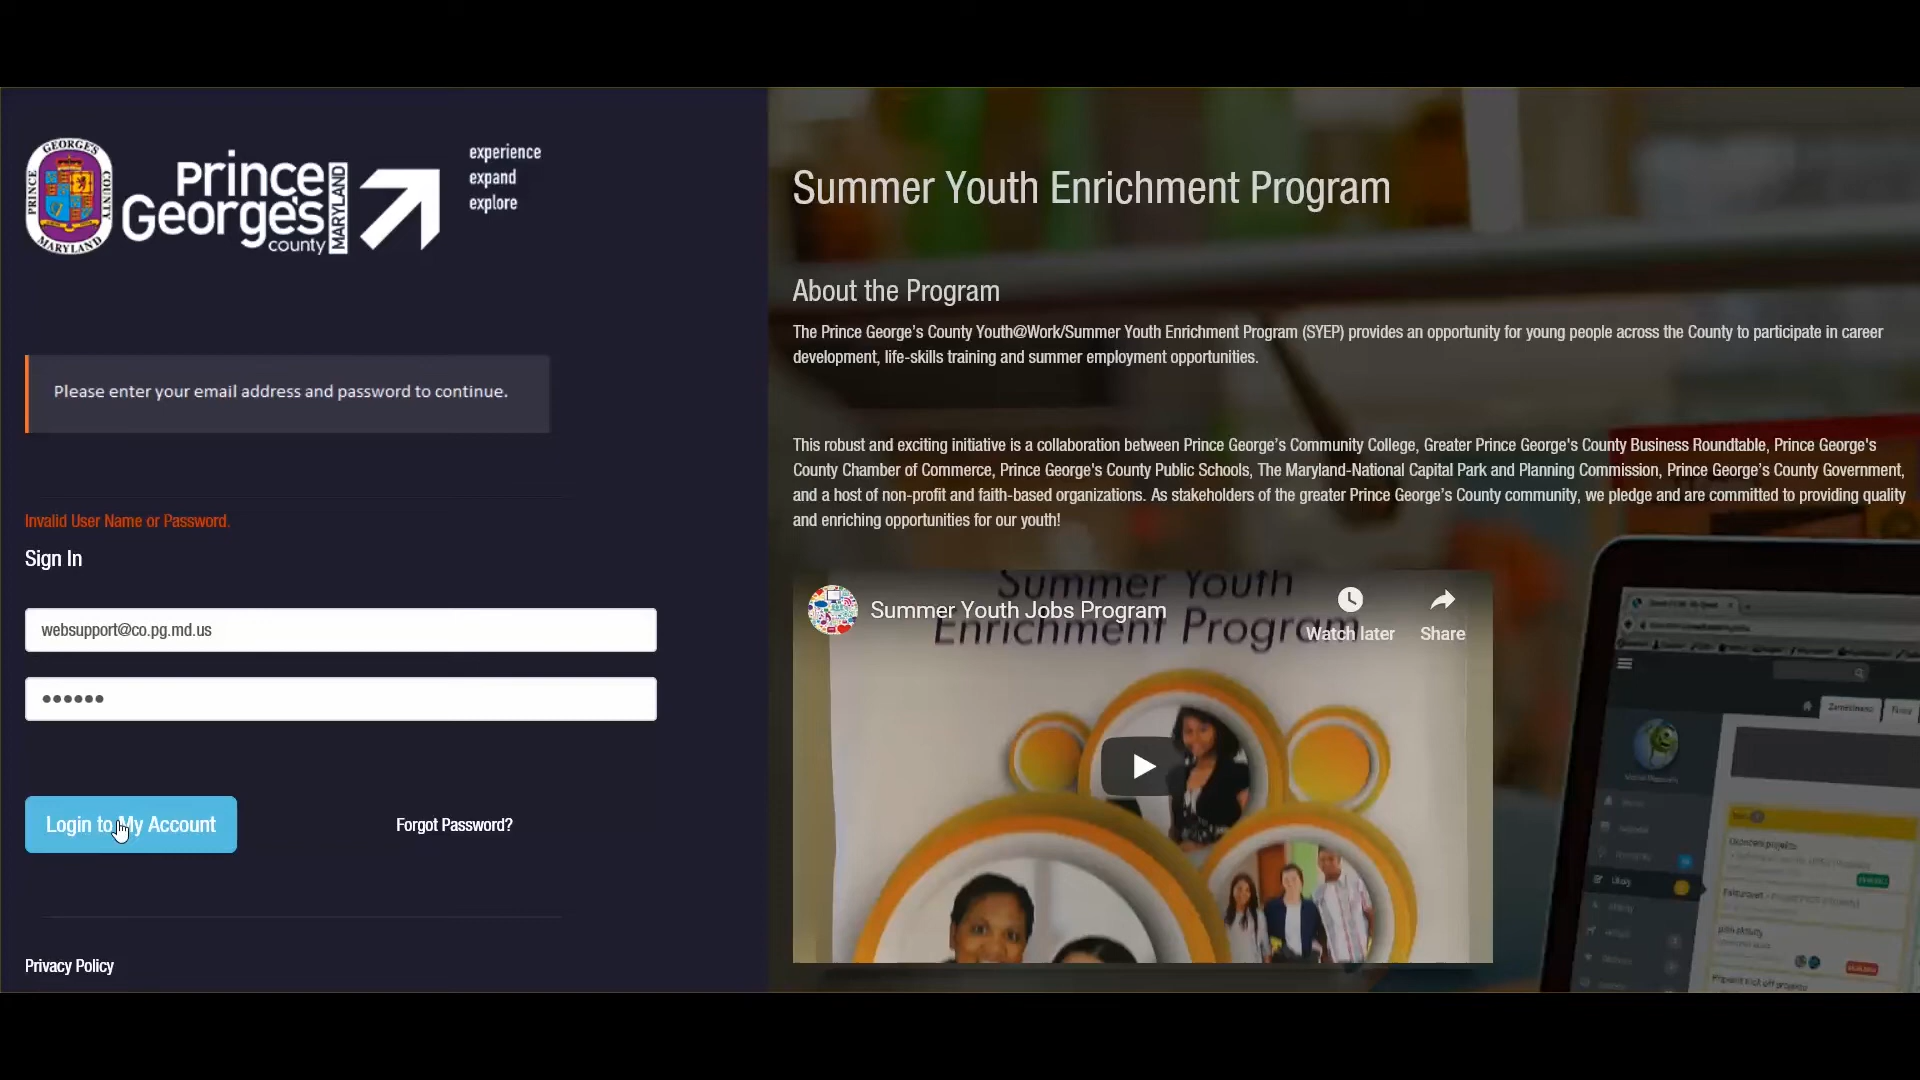 GEORGE'S
PRINCE
COUNTY
MARYLAND
Prince
George's
county
MARYLAND
experience
expand
explore
Please enter your email address and password to continue.
Invalid User Name or Password.
Sign In
websupport@co.pg.md.us
Login to My Account
Forgot Password?
Privacy Policy
Summer Youth Enrichment Program
About the Program
The Prince George's County Youth@Work/Summer Youth Enrichment Program (SYEP) provides an opportunity for young people across the County to participate in career
development, life-skills training and summer employment opportunities.
This robust and exciting initiative is a collaboration between Prince George's Community College, Greater Prince George's County Business Roundtable, Prince George's
County Chamber of Commerce, Prince George's County Public Schools, The Maryland-National Capital Park and Planning Commission, Prince George's County Government,
and a host of non-profit and faith-based organizations. As stakeholders of the greater Prince George's County community, we pledge and are committed to providing quality
and enriching opportunities for our youth!
Summer Youth
Enrichment Program
Summer Youth Jobs Program
Watch later
Share